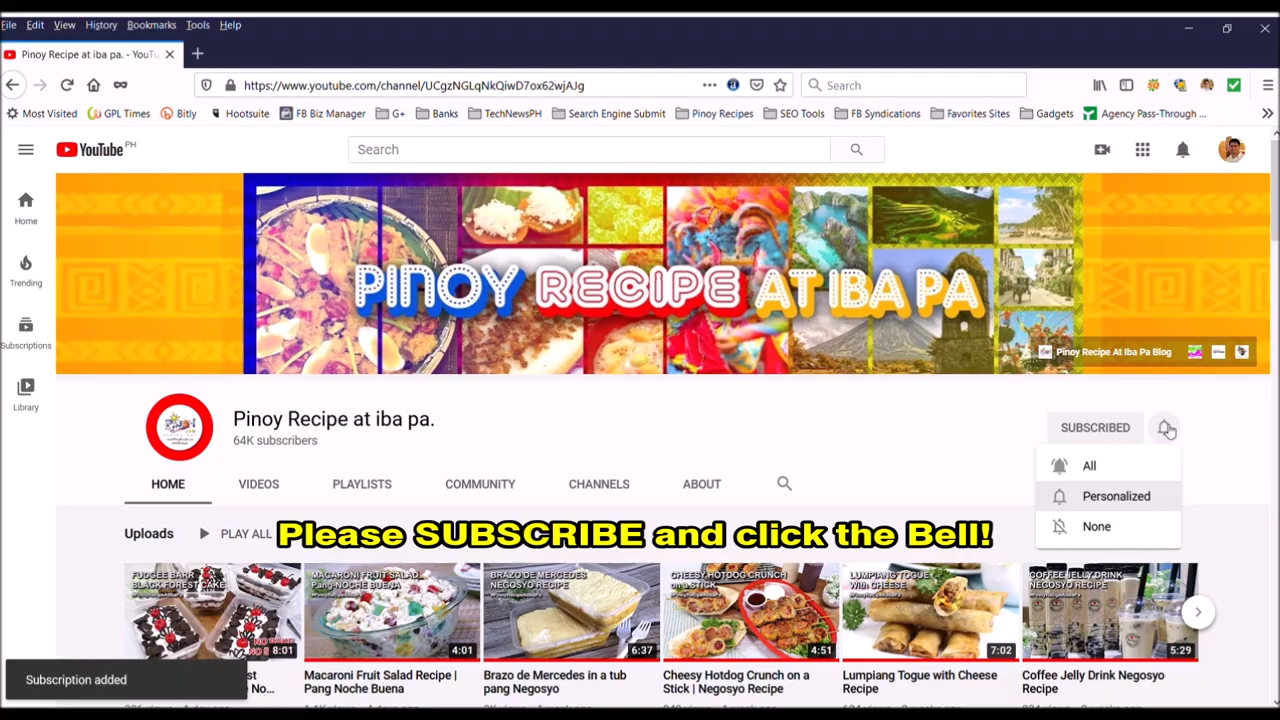 File Edit View History Bookmarks Tools Help
Pinoy Recipe at iba pa. - YouTu
https://www.youtube.com/channel/UCgzNGLqNkQiwD7ox62wjAJg
Search
Most Visited GPL Times Bitly Hootsuite FB Biz Manager G+ Banks TechNewsPH Search Engine Submit Pinoy Recipes SEO Tools FB Syndications Favorites Sites Gadgets Agency Pass-Through ...
YouTube PH
Search
Home
Trending
Subscriptions
Library
PINOY RECIPE AT IBA PA
Pinoy Recipe At Iba Pa Blog
Pinoy Recipe at iba pa.
64K subscribers
SUBSCRIBED
All
Personalized
None
HOME VIDEOS PLAYLISTS COMMUNITY CHANNELS ABOUT
Uploads PLAY ALL
Please SUBSCRIBE and click the Bell!
FUDGEE BARR
BLACK FOREST CAKE
8:01
MACARONI FRUIT SALAD
Pang-NOCHE BUENA
4:01
BRAZO DE MERCEDES
NEGOSYO RECIPE
6:37
CHEESY HOTDOG CRUNCH
on a STICK
4:51
LUMPIANG TOGUE
With CHEESE
7:02
COFFEE JELLY DRINK
NEGOSYO RECIPE
5:29
Macaroni Fruit Salad Recipe |
Pang Noche Buena
Brazo de Mercedes in a tub
pang Negosyo
Cheesy Hotdog Crunch on a
Stick | Negosyo Recipe
Lumpiang Togue with Cheese
Recipe
Coffee Jelly Drink Negosyo
Recipe
Subscription added